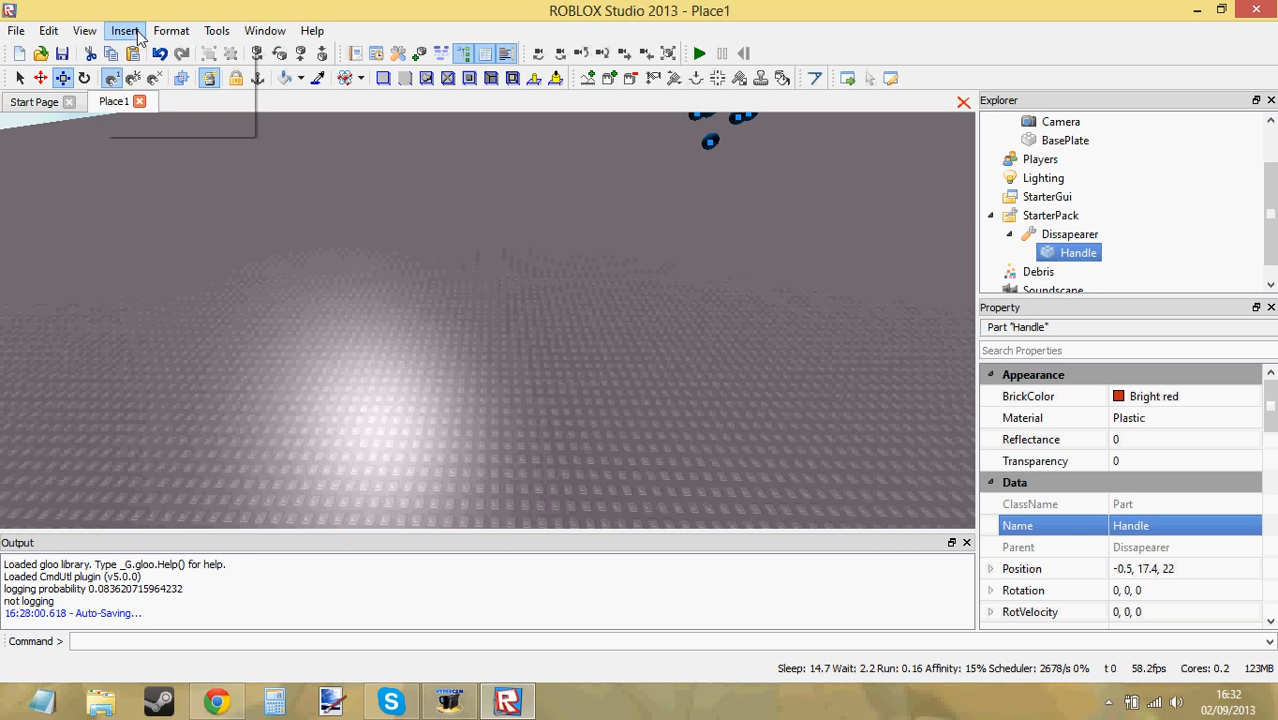 ROBLOX Studio 2013 - Place1
File Edit View Insert Format Tools Window Help
Start Page Place1
Explorer
Camera
BasePlate
Players
Lighting
StarterGui
StarterPack
Dissapearer
Handle
Debris
Soundscape
Property
Part "Handle"
Search Properties
Appearance
BrickColor Bright red
Material Plastic
Reflectance 0
Transparency 0
Data
ClassName Part
Name Handle
Parent Dissapearer
Position -0.5, 17.4, 22
Rotation 0, 0, 0
RotVelocity 0, 0, 0
Output
Loaded gloo library. Type _G.gloo.Help() for help.
Loaded CmdUtl plugin (v5.0.0)
logging probability 0.083620715964232
not logging
16:28:00.618 - Auto-Saving...
Command >
Sleep: 14.7 Wait: 2.2 Run: 0.16 Affinity: 15% Scheduler: 2678/s 0% t 0 58.2fps Cores: 0.2 123MB
16:32
02/09/2013